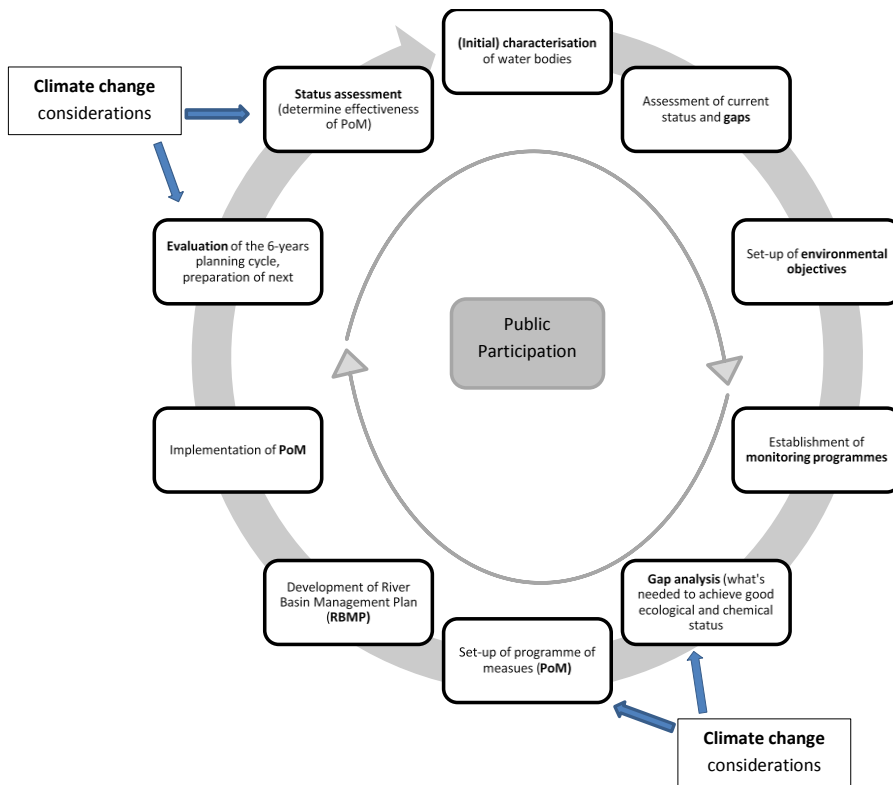 (Initial) characterisation
of water bodies
Climate change
considerations
Status assessment
(determine effectiveness
of PoM)
Assessment of current
status and gaps
Evaluation of the 6-years
planning cycle,
preparation of next
Set-up of environmental
objectives
Public
Participation
Implementation of PoM
Establishment of
monitoring programmes
Development of River
Basin Management Plan
(RBMP)
Gap analysis (what's
needed to achieve good
ecological and chemical
status
Set-up of programme of
measues (PoM)
Climate change
considerations